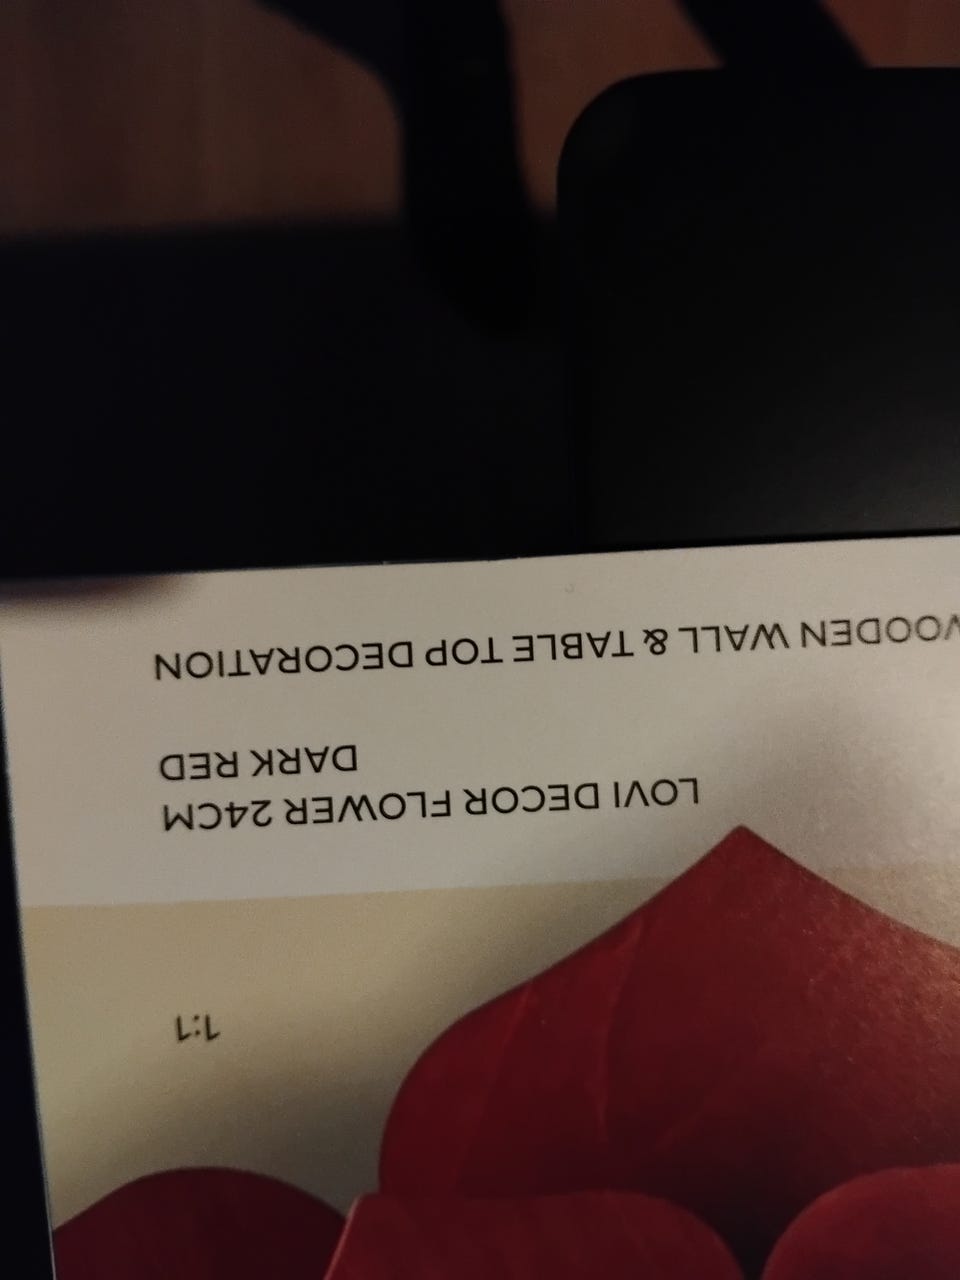 1:1
LOVI DECOR FLOWER 24CM
DARK RED
WOODEN WALL & TABLE TOP DECORATION